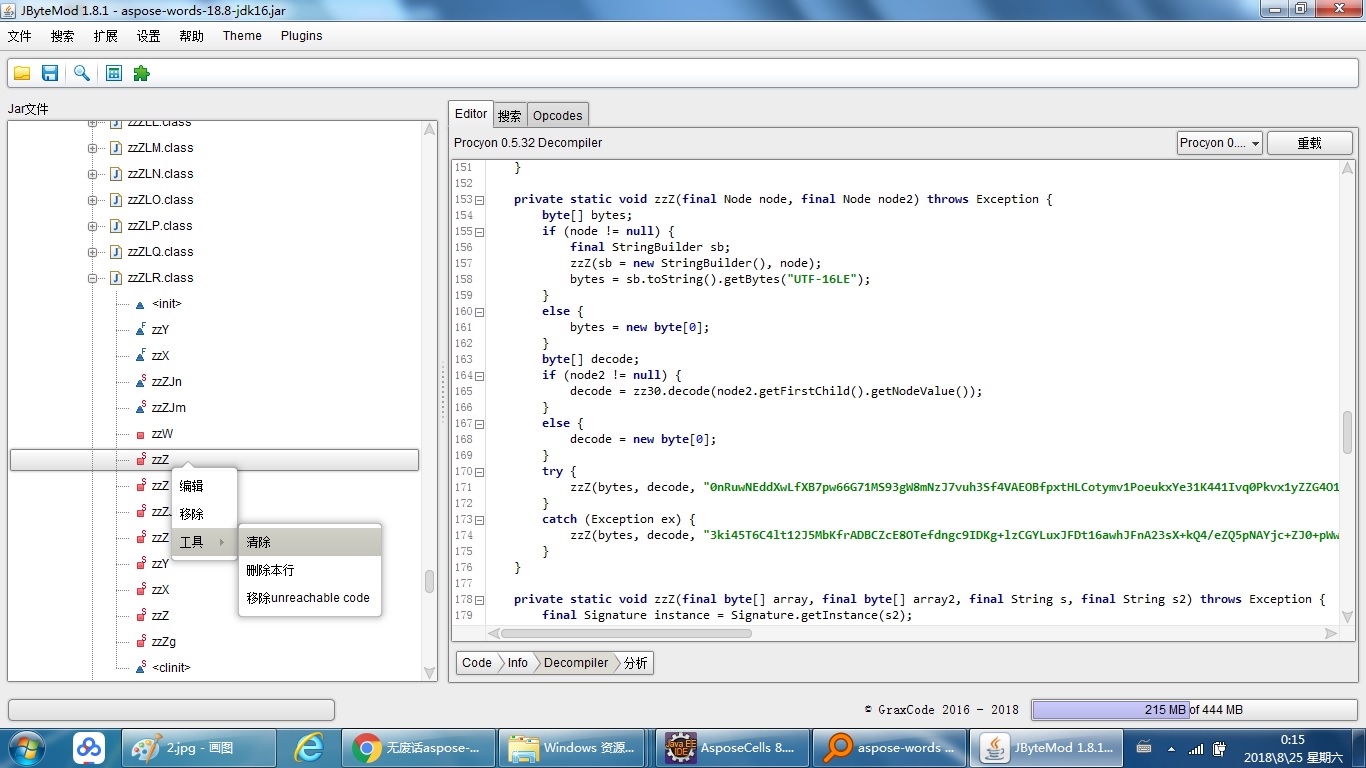 JByteMod 1.8.1 - aspose-words-18.8-jdk16.jar
文件 搜索 扩展 设置 帮助 Theme Plugins
Jar文件
zzZLL.class
zzZLM.class
zzZLN.class
zzZLO.class
zzZLP.class
zzZLQ.class
zzZLR.class
<init>
zzY
zzX
zzZJn
zzZJm
zzW
zzZ
zzZ
zzZ
zzY
zzX
zzZ
zzZg
<clinit>
编辑
移除
工具
清除
删除本行
移除unreachable code
Editor 搜索 Opcodes
Procyon 0.5.32 Decompiler
Procyon 0.... 重载
151 }
152
153 private static void zzZ(final Node node, final Node node2) throws Exception {
154 byte[] bytes;
155 if (node != null) {
156 final StringBuilder sb;
157 zzZ(sb = new StringBuilder(), node);
158 bytes = sb.toString().getBytes("UTF-16LE");
159 }
160 else {
161 bytes = new byte[0];
162 }
163 byte[] decode;
164 if (node2 != null) {
165 decode = zz30.decode(node2.getFirstChild().getNodeValue());
166 }
167 else {
168 decode = new byte[0];
169 }
170 try {
171 zzZ(bytes, decode, "0nRuwNEddXwLfXB7pw66G71MS93gW8mNzJ7vuh3Sf4VAEOBfpxtHLCotymv1PoeukxYe31K441Ivq0Pkvx1yZZG4O1
172 }
173 catch (Exception ex) {
174 zzZ(bytes, decode, "3ki45T6C4lt12J5MbKfrADBCZcE8OTefdngc9IDKg+lzCGYLuxJFDt16awhJFnA23sX+kQ4/eZQ5pNAYjc+ZJ0+pWw
175 }
176 }
177
178 private static void zzZ(final byte[] array, final byte[] array2, final String s, final String s2) throws Exception {
179 final Signature instance = Signature.getInstance(s2);
Code Info Decompiler 分析
© GraxCode 2016 - 2018
215 MB of 444 MB
2.jpg - 画图
无废话aspose-...
Windows 资源...
Java EE IDE
AsposeCells 8....
aspose-words ...
JByteMod 1.8.1...
0:15
2018\8\25 星期六